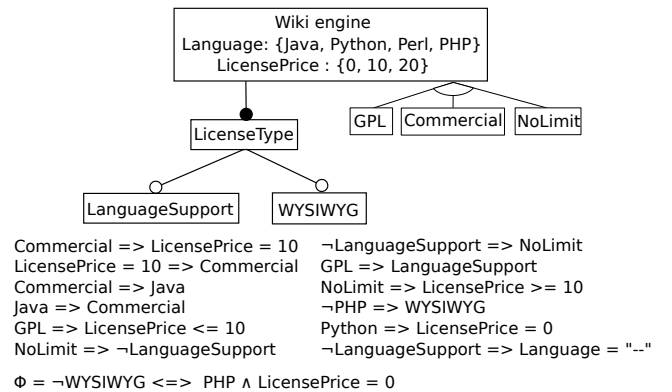 Wiki engine
Language: {Java, Python, Perl, PHP}
LicensePrice : {0, 10, 20}
LicenseType
GPL
Commercial
NoLimit
LanguageSupport
WYSIWYG
Commercial => LicensePrice = 10
LicensePrice = 10 => Commercial
Commercial => Java
Java => Commercial
GPL => LicensePrice <= 10
NoLimit => ¬LanguageSupport
¬LanguageSupport => NoLimit
GPL => LanguageSupport
NoLimit => LicensePrice >= 10
¬PHP => WYSIWYG
Python => LicensePrice = 0
¬LanguageSupport => Language = "--"
Φ = ¬WYSIWYG <=> PHP ∧ LicensePrice = 0